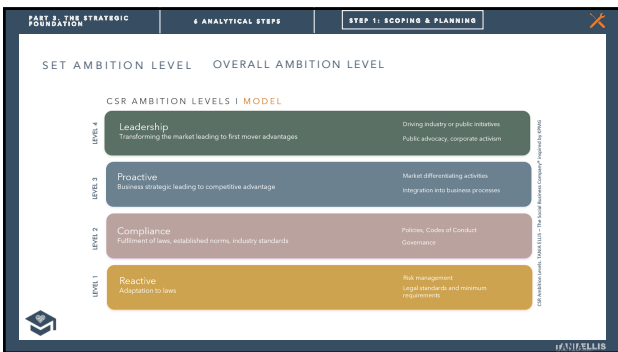 PART 3. THE STRATEGIC
FOUNDATION
6 ANALYTICAL STEPS
STEP 1: SCOPING & PLANNING
SET AMBITION LEVEL OVERALL AMBITION LEVEL
CSR AMBITION LEVELS I MODEL
LEVEL 4
Leadership
Transforming the market leading to first mover advantages
Driving industry or public initiatives
Public advocacy, corporate activism
LEVEL 3
Proactive
Business strategic leading to competitive advantage
Market differentiating activities
Integration into business processes
LEVEL 2
Compliance
Fulfilment of laws, established norms, industry standards
Policies, Codes of Conduct
Governance
LEVEL 1
Reactive
Adaptation to laws
Risk management
Legal standards and minimum
requirements
CSR Ambition Levels. TANIA ELLIS – The Social Business Company® inspired by KPMG
TANIA ELLIS